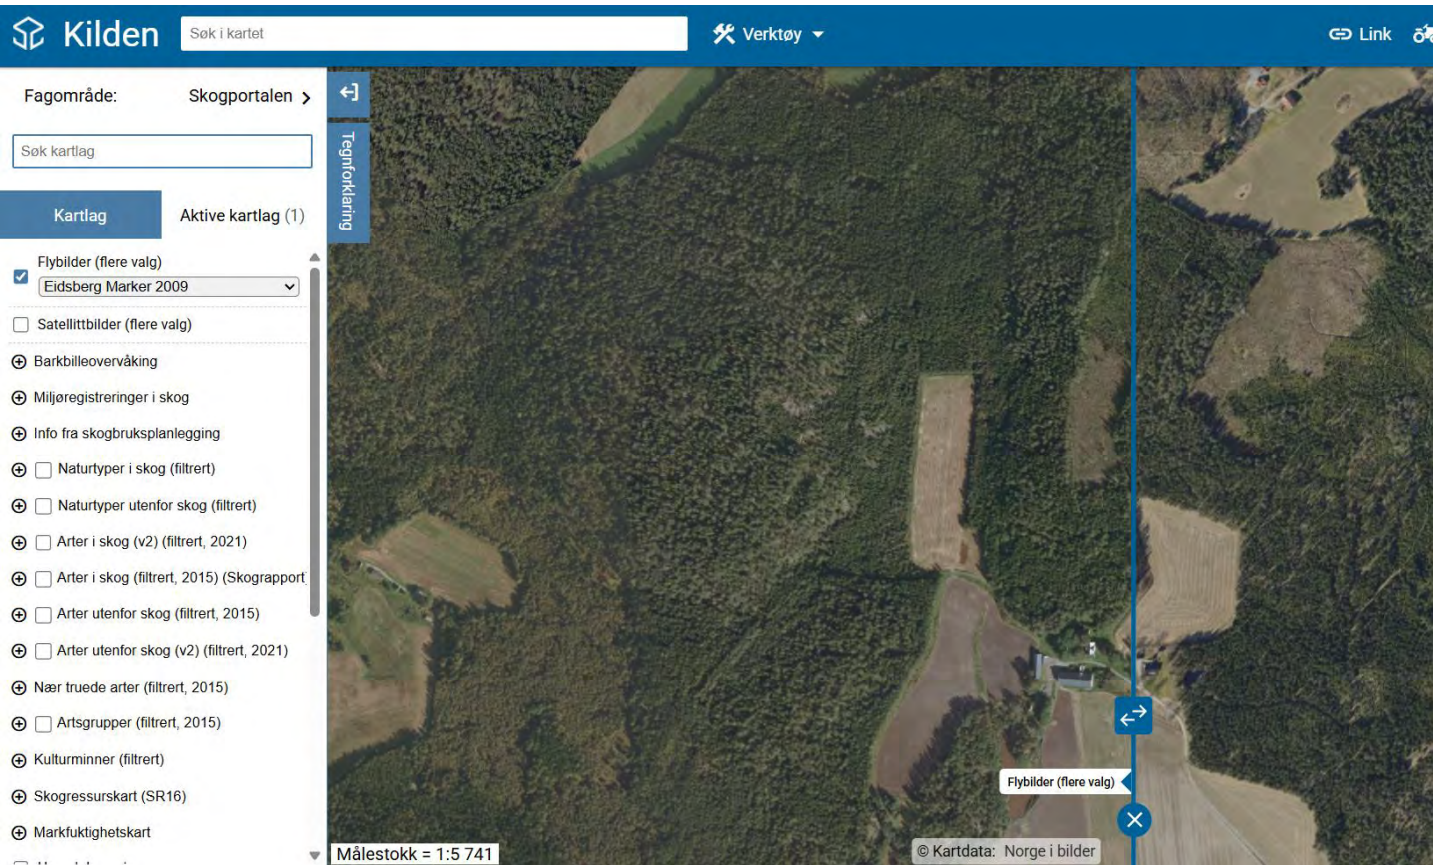 Kilden
Søk i kartet
Verktøy
Link
Fagområde:
Skogportalen
Søk kartlag
Kartlag
Aktive kartlag (1)
Tegnforklaring
Flybilder (flere valg)
Eidsberg Marker 2009
Satellittbilder (flere valg)
Barkbilleovervåking
Miljøregistreringer i skog
Info fra skogbruksplanlegging
Naturtyper i skog (filtrert)
Naturtyper utenfor skog (filtrert)
Arter i skog (v2) (filtrert, 2021)
Arter i skog (filtrert, 2015) (Skograpport
Arter utenfor skog (filtrert, 2015)
Arter utenfor skog (v2) (filtrert, 2021)
Nær truede arter (filtrert, 2015)
Artsgrupper (filtrert, 2015)
Kulturminner (filtrert)
Skogressurskart (SR16)
Markfuktighetskart
Flybilder (flere valg)
Målestokk = 1:5 741
© Kartdata: Norge i bilder